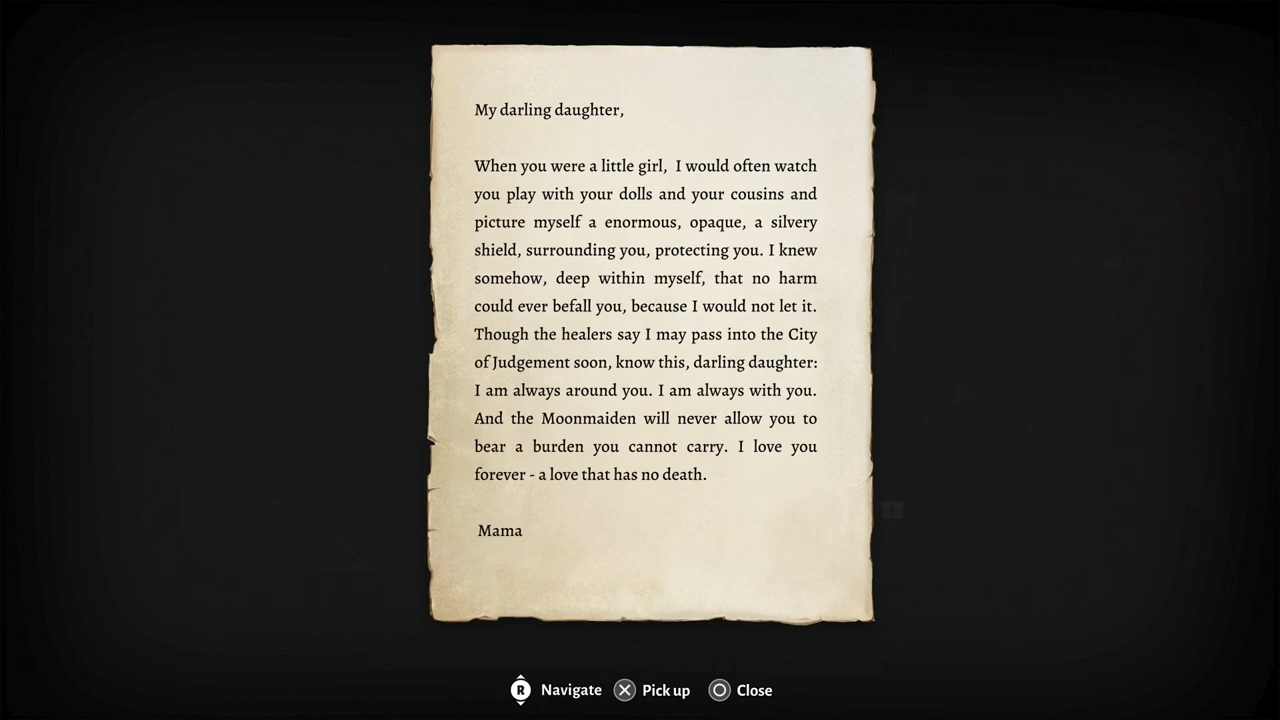 My darling daughter,
When you were a little girl,  I would often watch
you play with your dolls and your cousins and
picture myself a enormous, opaque, a silvery
shield, surrounding you, protecting you. I knew
somehow, deep within myself, that no harm
could ever befall you, because I would not let it.
Though the healers say I may pass into the City
of Judgement soon, know this, darling daughter:
I am always around you. I am always with you.
And the Moonmaiden will never allow you to
bear a burden you cannot carry. I love you
forever - a love that has no death.
Mama
R Navigate Pick up Close